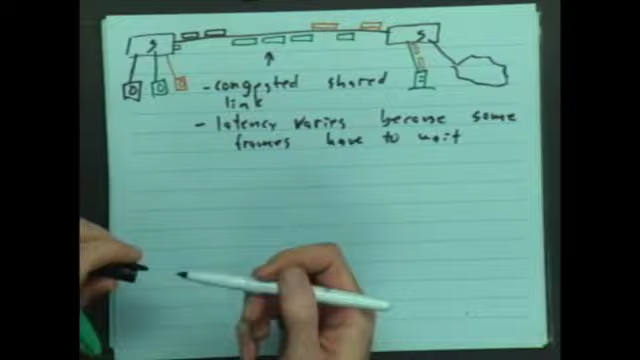 S
S
- congested shared
link
- latency varies because some
frames have to wait